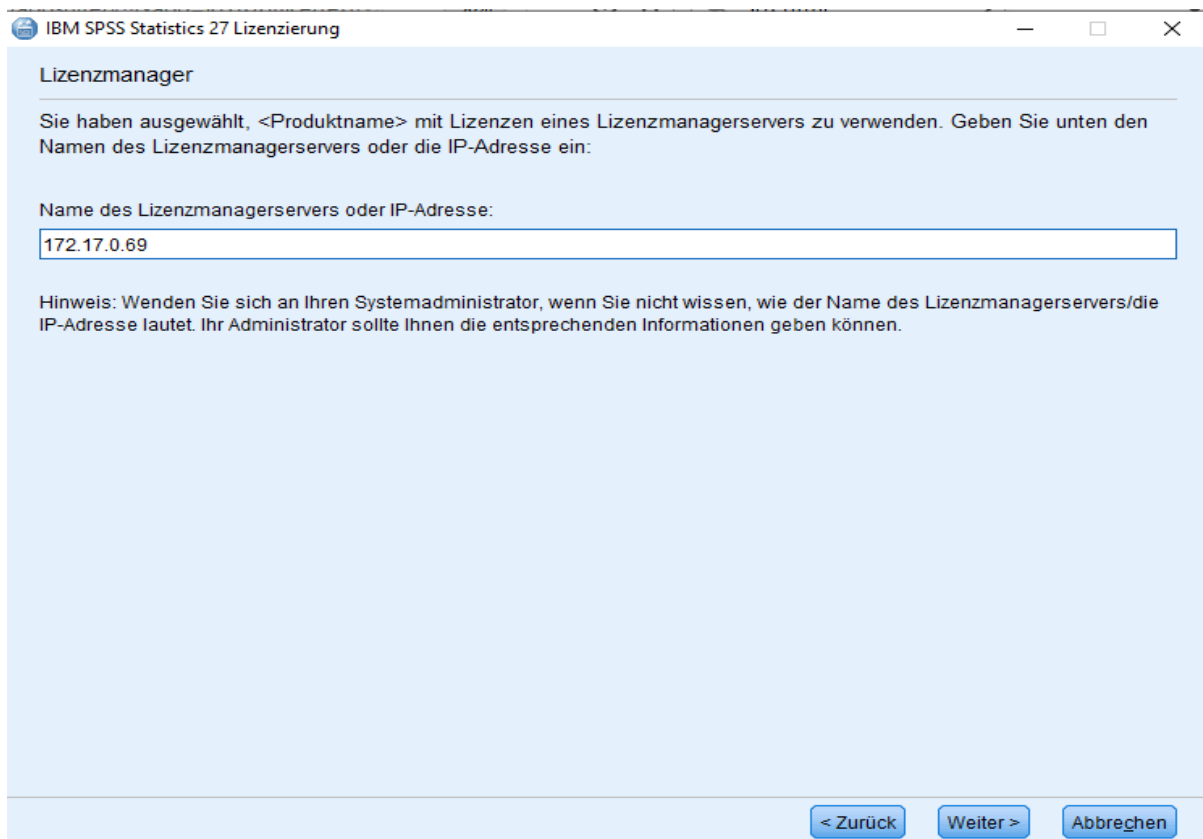 IBM SPSS Statistics 27 Lizenzierung
Lizenzmanager
Sie haben ausgewählt, <Produktname> mit Lizenzen eines Lizenzmanagerservers zu verwenden. Geben Sie unten den
Namen des Lizenzmanagerservers oder die IP-Adresse ein:
Name des Lizenzmanagerservers oder IP-Adresse:
172.17.0.69
Hinweis: Wenden Sie sich an Ihren Systemadministrator, wenn Sie nicht wissen, wie der Name des Lizenzmanagerservers/die
IP-Adresse lautet. Ihr Administrator sollte Ihnen die entsprechenden Informationen geben können.
< Zurück
Weiter >
Abbrechen